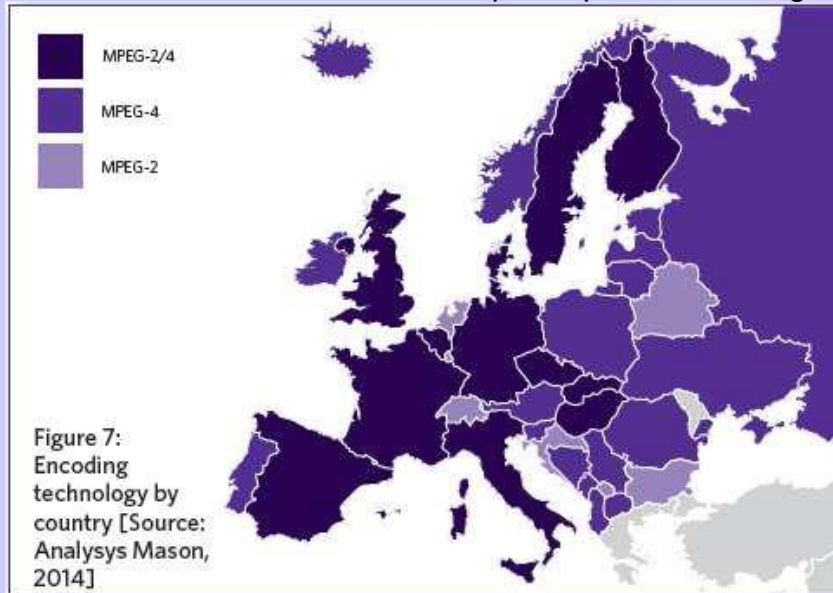 MPEG-2/4
MPEG-4
MPEG-2
Figure 7:
Encoding
technology by
country [Source:
Analysys Mason,
2014]